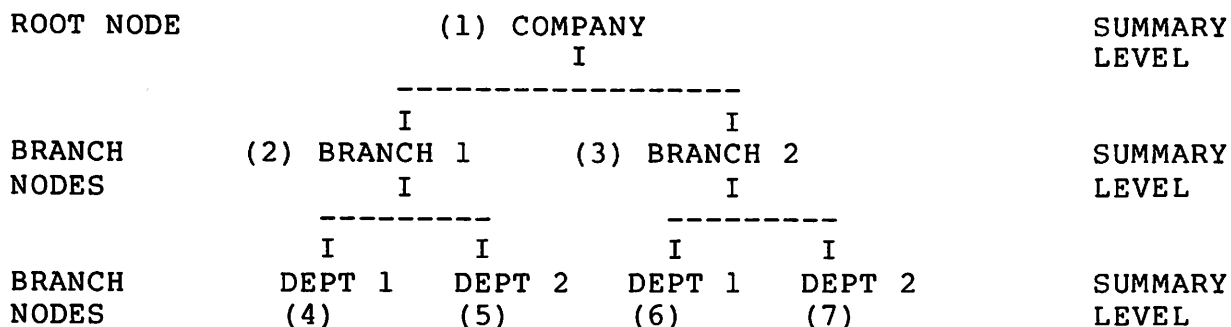 ROOT NODE (1) COMPANY SUMMARY
I LEVEL
-------------------
I I
BRANCH (2) BRANCH 1 (3) BRANCH 2 SUMMARY
NODES I I LEVEL
--------- ---------
I I I I
BRANCH DEPT 1 DEPT 2 DEPT 1 DEPT 2 SUMMARY
NODES (4) (5) (6) (7) LEVEL